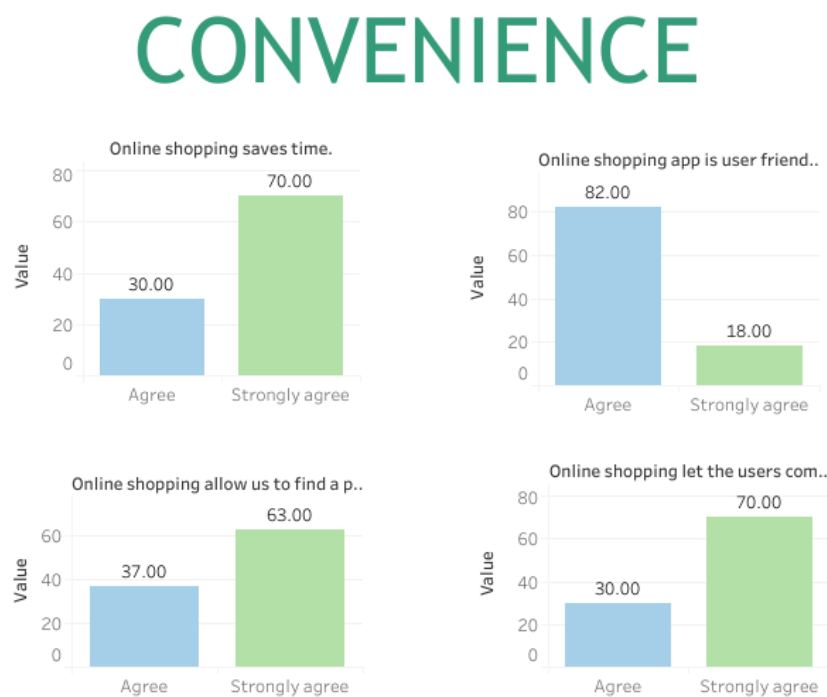 CONVENIENCE
Online shopping saves time.
80
60
40
20
0
Value
70.00
30.00
Agree
Strongly agree
Online shopping app is user friend..
80
60
40
20
0
Value
82.00
18.00
Agree
Strongly agree
Online shopping allow us to find a p..
60
40
20
0
Value
63.00
37.00
Agree
Strongly agree
Online shopping let the users com..
80
60
40
20
0
Value
70.00
30.00
Agree
Strongly agree